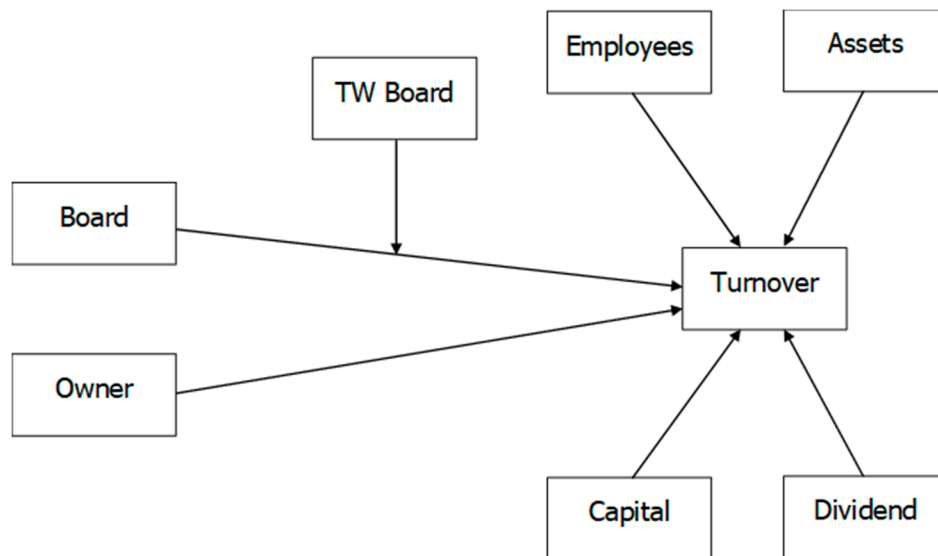 Employees
Assets
TW Board
Board
Turnover
Owner
Capital
Dividend